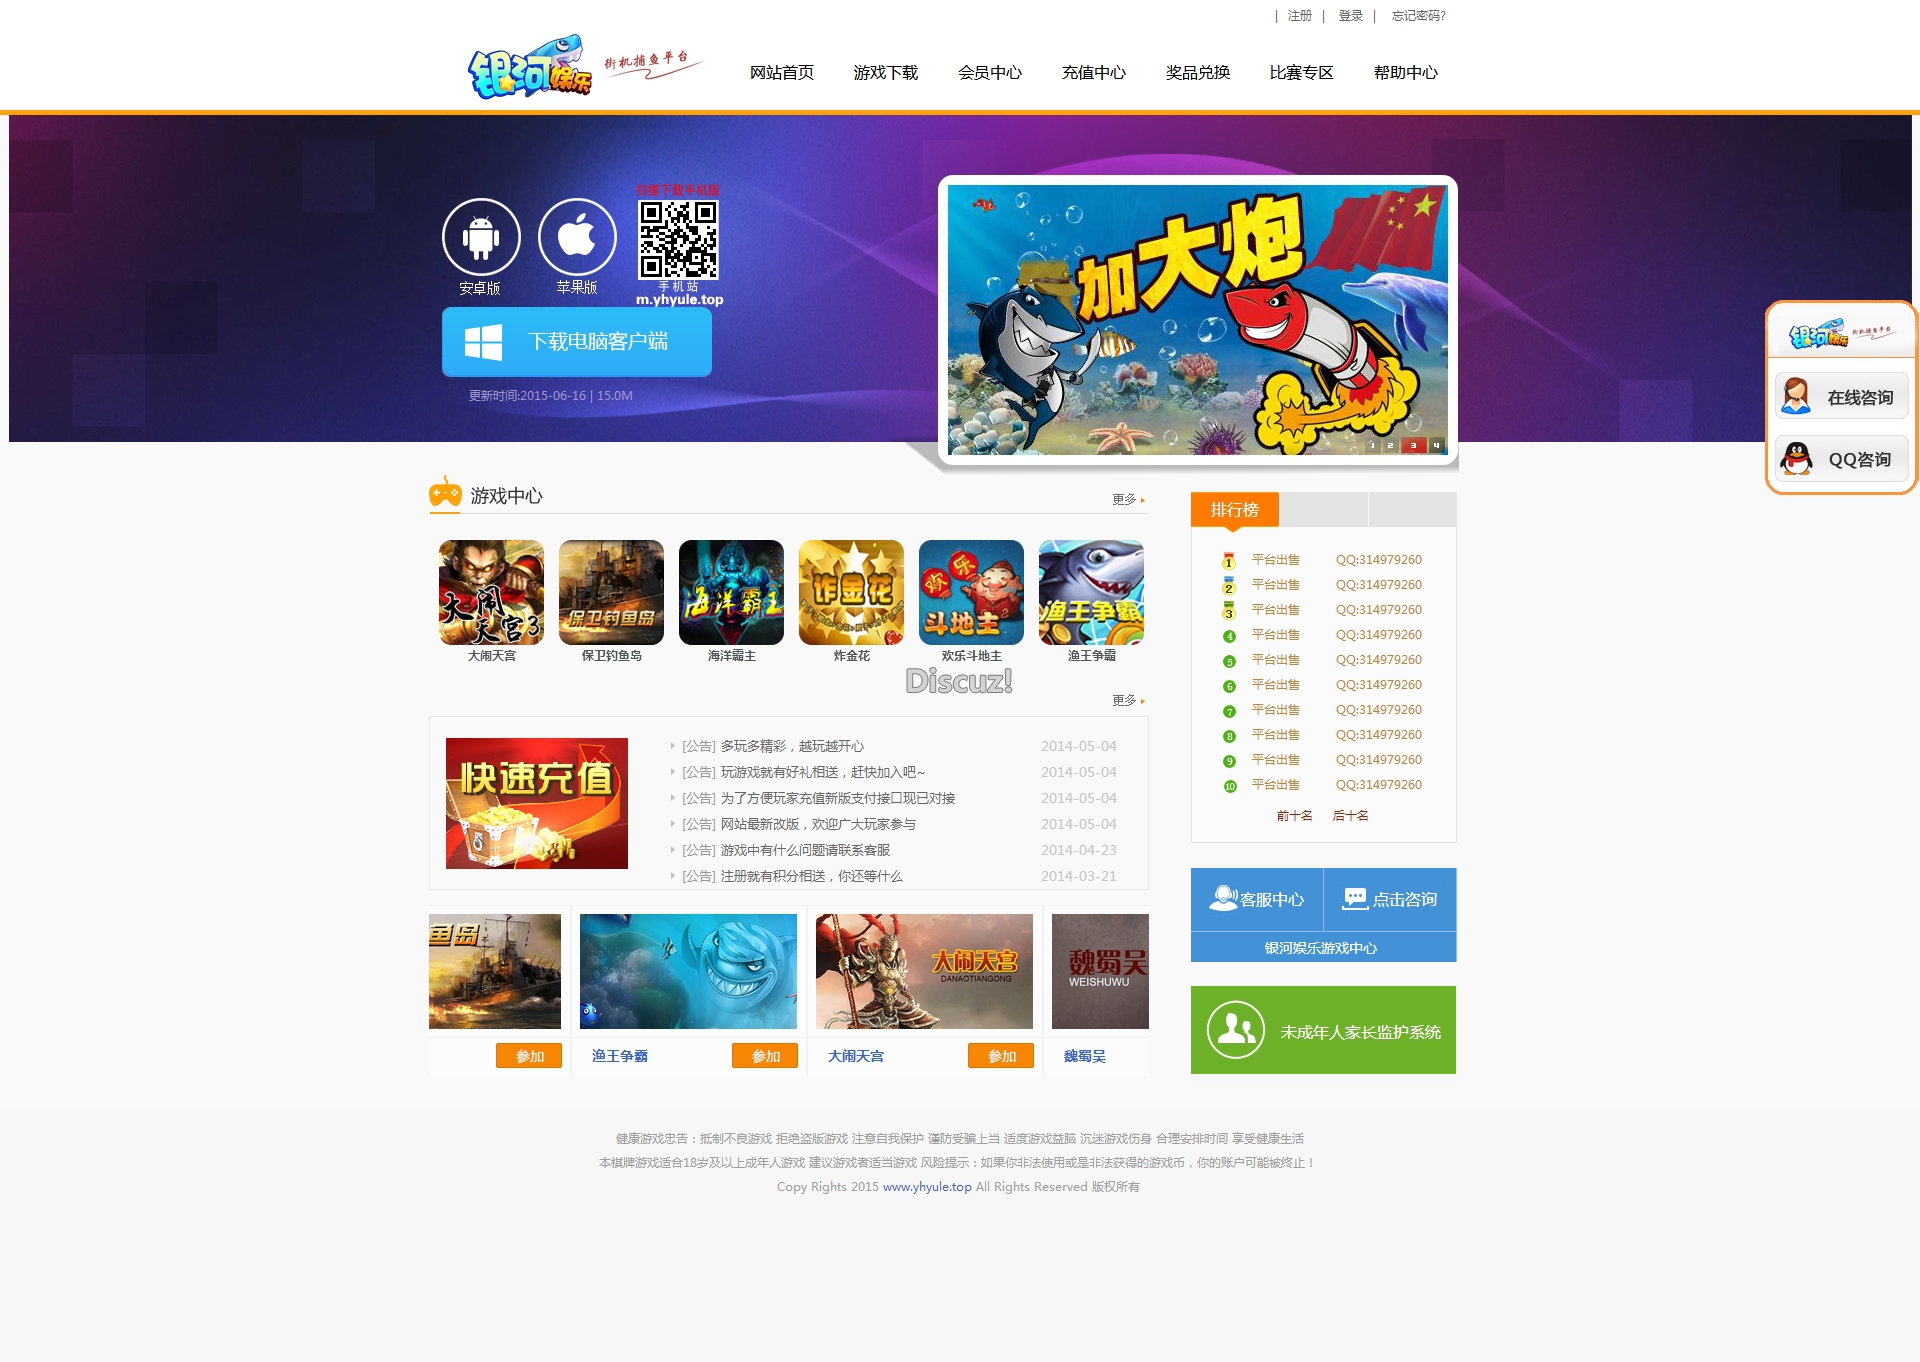 | 注册 | 登录 | 忘记密码?
银河娱乐 街机捕鱼平台
网站首页 游戏下载 会员中心 充值中心 奖品兑换 比赛专区 帮助中心
扫描下载手机版
安卓版 苹果版 手机站
m.yhyule.top
下载电脑客户端
更新时间:2015-06-16 | 15.0M
加大炮
1 2 3 4
银河娱乐 街机捕鱼平台
在线咨询
QQ咨询
游戏中心 更多
大闹天宫3 保卫钓鱼岛 海洋霸王 诈金花 欢乐斗地主 渔王争霸
大闹天宫 保卫钓鱼岛 海洋霸主 炸金花 欢乐斗地主 渔王争霸
Discuz!
更多
快速充值
[公告] 多玩多精彩，越玩越开心 2014-05-04
[公告] 玩游戏就有好礼相送，赶快加入吧~ 2014-05-04
[公告] 为了方便玩家充值新版支付接口现已对接 2014-05-04
[公告] 网站最新改版，欢迎广大玩家参与 2014-05-04
[公告] 游戏中有什么问题请联系客服 2014-04-23
[公告] 注册就有积分相送，你还等什么 2014-03-21
鱼岛 大闹天宫 魏蜀吴
DANAOTIANGONG WEISHUWU
参加 渔王争霸 参加 大闹天宫 参加 魏蜀吴
排行榜
1 平台出售 QQ:314979260
2 平台出售 QQ:314979260
3 平台出售 QQ:314979260
4 平台出售 QQ:314979260
5 平台出售 QQ:314979260
6 平台出售 QQ:314979260
7 平台出售 QQ:314979260
8 平台出售 QQ:314979260
9 平台出售 QQ:314979260
10 平台出售 QQ:314979260
前十名 后十名
客服中心 点击咨询
银河娱乐游戏中心
未成年人家长监护系统
健康游戏忠告：抵制不良游戏 拒绝盗版游戏 注意自我保护 谨防受骗上当 适度游戏益脑 沉迷游戏伤身 合理安排时间 享受健康生活
本棋牌游戏适合18岁及以上成年人游戏 建议游戏者适当游戏 风险提示：如果你非法使用或是非法获得的游戏币，你的账户可能被终止！
Copy Rights 2015 www.yhyule.top All Rights Reserved 版权所有